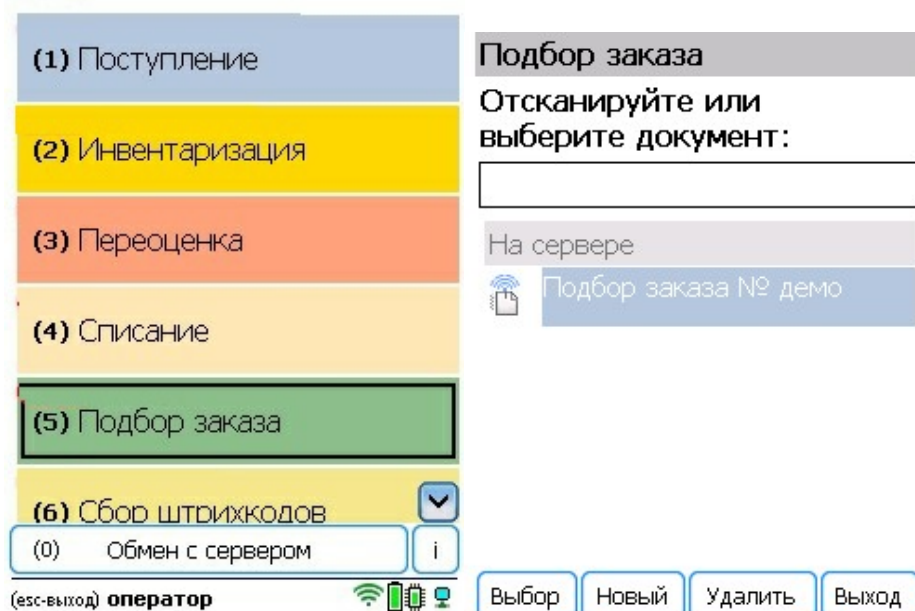 (1) Поступление
(2) Инвентаризация
(3) Переоценка
(4) Списание
(5) Подбор заказа
(6) Сбор штрихкодов
(0) Обмен с сервером
i
(esc-выход) оператор
Подбор заказа
Отсканируйте или
выберите документ:
На сервере
Подбор заказа № демо
Выбор Новый Удалить Выход